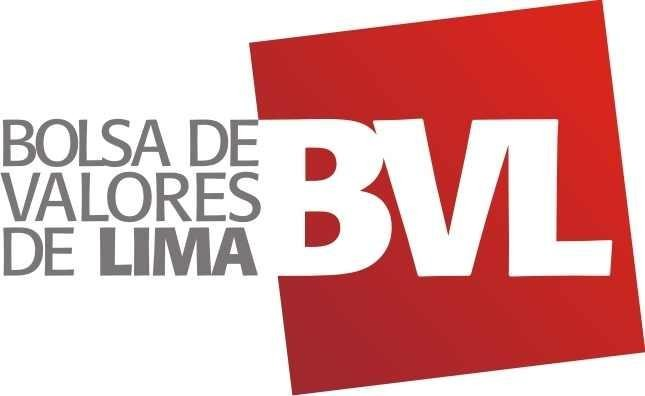 BOLSA DE
VALORES
DE LIMA
BVL